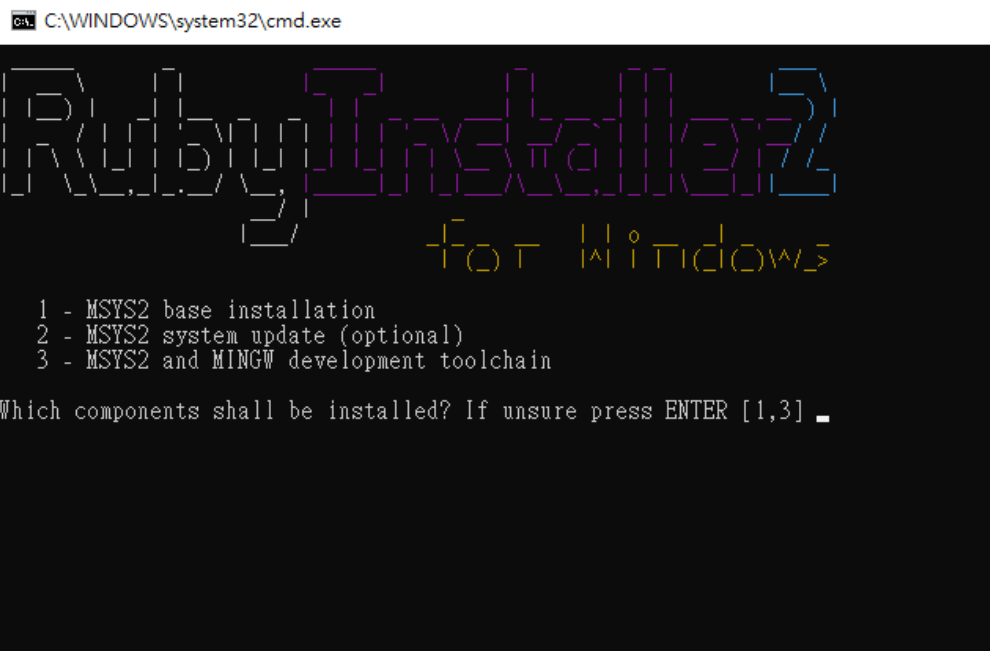 C:\WINDOWS\system32\cmd.exe
RubyInstaller2
for Windows
1 - MSYS2 base installation
2 - MSYS2 system update (optional)
3 - MSYS2 and MINGW development toolchain
Which components shall be installed? If unsure press ENTER [1,3]